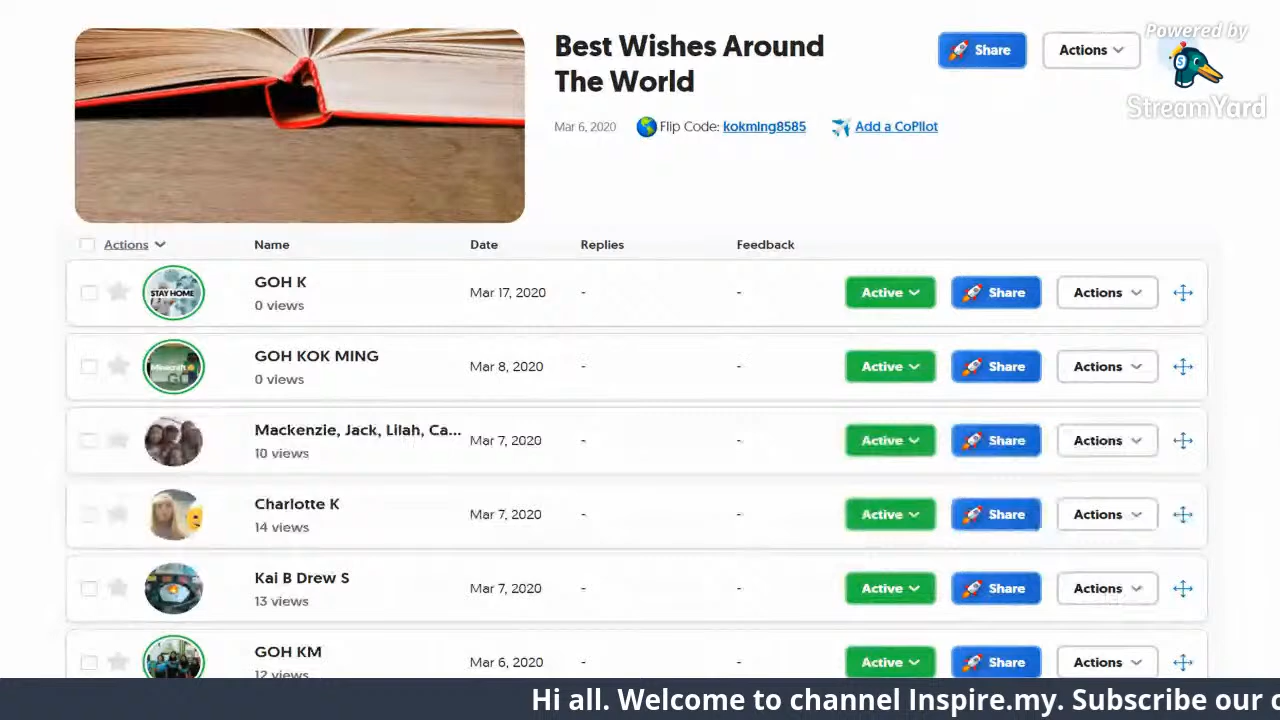 Best Wishes Around
The World
Share
Actions
Powered by
StreamYard
Mar 6, 2020
Flip Code: kokming8585
Add a CoPilot
Actions
Name
Date
Replies
Feedback
STAY HOME
GOH K
0 views
Mar 17, 2020
-
-
Active
Share
Actions
Minecraft
GO
GOH KOK MING
0 views
Mar 8, 2020
-
-
Active
Share
Actions
Mackenzie, Jack, Lilah, Ca...
10 views
Mar 7, 2020
-
-
Active
Share
Actions
Charlotte K
14 views
Mar 7, 2020
-
-
Active
Share
Actions
Kai B Drew S
13 views
Mar 7, 2020
-
-
Active
Share
Actions
GOH KM
12 views
Mar 6, 2020
-
-
Active
Share
Actions
Hi all. Welcome to channel Inspire.my. Subscribe our